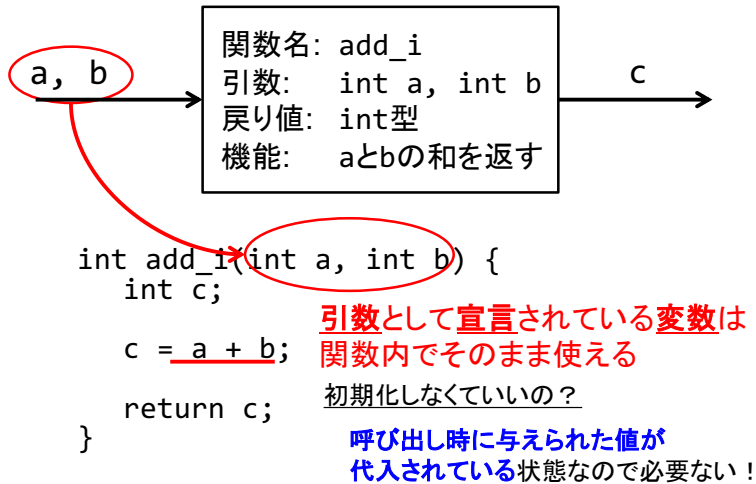 関数名: add_i
引数: int a, int b
戻り値: int型
機能: aとbの和を返す
a, b
c
int add_i(int a, int b) {
int c;
c = a + b;
return c;
}
引数として宣言されている変数は
関数内でそのまま使える
初期化しなくていいの？
呼び出し時に与えられた値が
代入されている状態なので必要ない！